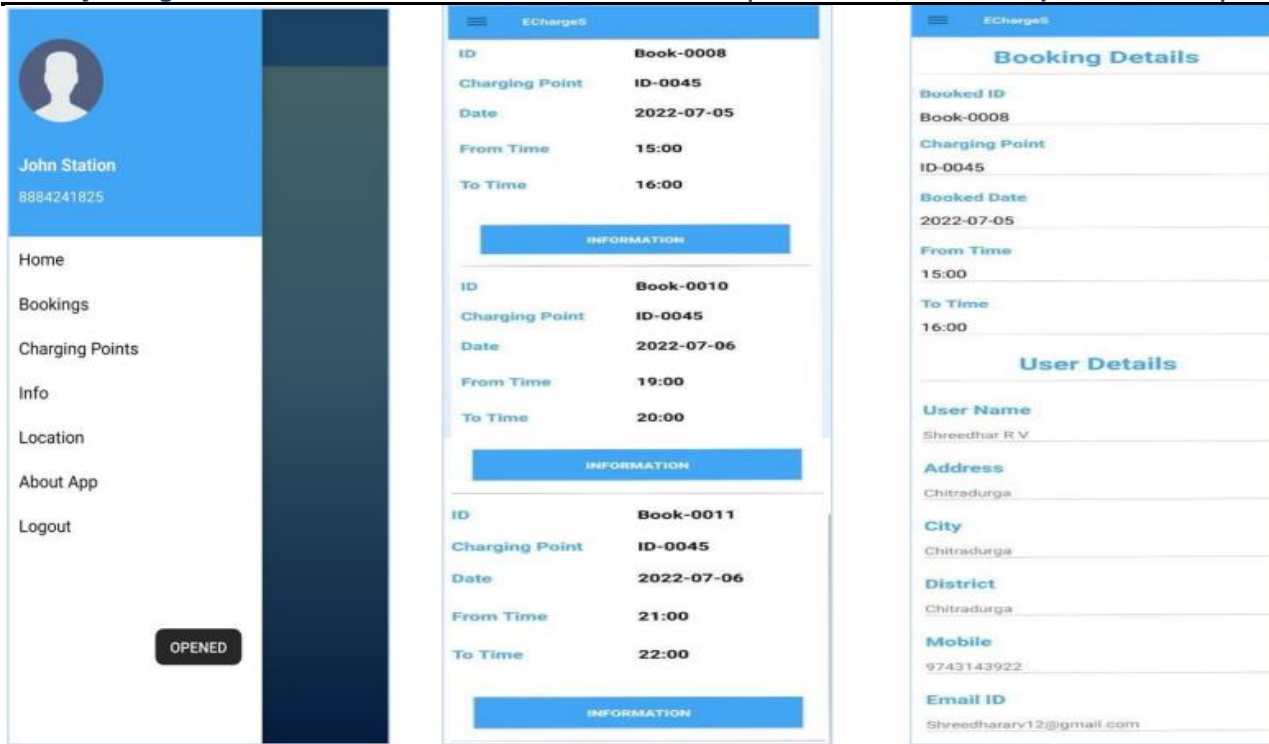 John Station
8884241825
Home
Bookings
Charging Points
Info
Location
About App
Logout
OPENED
EChargeS
ID Book-0008
Charging Point ID-0045
Date 2022-07-05
From Time 15:00
To Time 16:00
INFORMATION
ID Book-0010
Charging Point ID-0045
Date 2022-07-06
From Time 19:00
To Time 20:00
INFORMATION
ID Book-0011
Charging Point ID-0045
Date 2022-07-06
From Time 21:00
To Time 22:00
INFORMATION
EChargeS
Booking Details
Booked ID
Book-0008
Charging Point
ID-0045
Booked Date
2022-07-05
From Time
15:00
To Time
16:00
User Details
User Name
Shreedhar R V
Address
Chitradurga
City
Chitradurga
District
Chitradurga
Mobile
9743143922
Email ID
Shreedhararv12@gmail.com